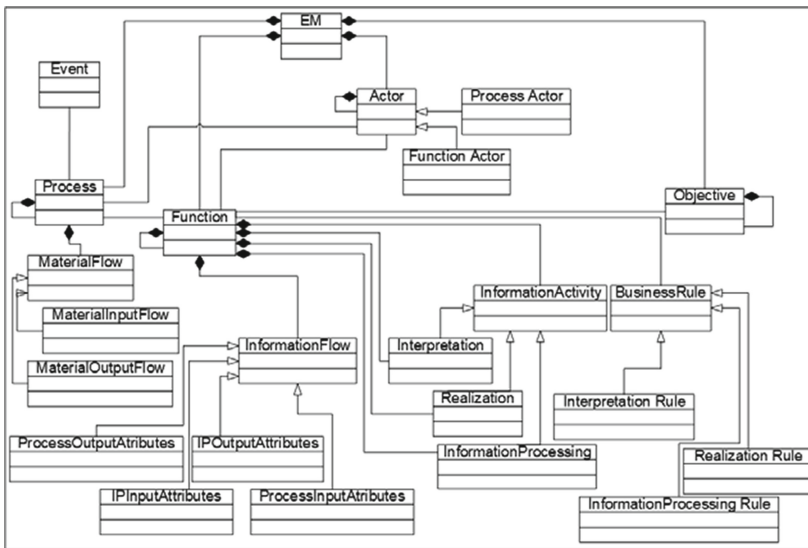 EM
Event
Actor
Process Actor
Function Actor
Process
Function
Objective
MaterialFlow
InformationActivity
BusinessRule
MaterialInputFlow
InformationFlow
Interpretation
MaterialOutputFlow
Realization
Interpretation Rule
ProcessOutputAtributes
IPOutputAttributes
InformationProcessing
Realization Rule
IPInputAttributes
ProcessInputAtributes
InformationProcessing Rule